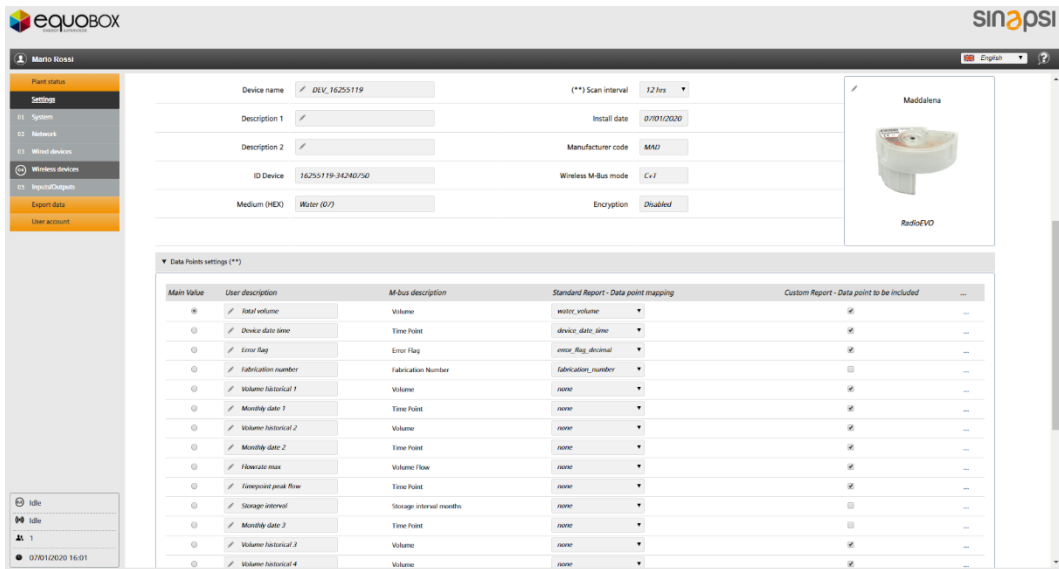 equoBOX
ENERGY SUPERVISOR
sinapsi
Mario Rossi
English
?
Plant status
Settings
01 System
02 Network
03 Wired devices
04 Wireless devices
05 Inputs/Outputs
Export data
User account
Device name DEV_16255119 (**) Scan interval 12 hrs
Description 1 Install date 07/01/2020
Description 2 Manufacturer code MAD
ID Device 16255119-34240750 Wireless M-Bus mode C+T
Medium (HEX) Water (07) Encryption Disabled
Maddalena
RadioEVO
Data Points settings (**)
Main Value User description M-bus description Standard Report - Data point mapping Custom Report - Data point to be included ...
Total volume Volume water_volume ...
Device date time Time Point device_date_time ...
Error flag Error Flag error_flag_decimal ...
Fabrication number Fabrication Number fabrication_number ...
Volume historical 1 Volume none ...
Monthly date 1 Time Point none ...
Volume historical 2 Volume none ...
Monthly date 2 Time Point none ...
Flowrate max Volume Flow none ...
Timepoint peak flow Time Point none ...
Storage interval Storage interval months none ...
Monthly date 3 Time Point none ...
Volume historical 3 Volume none ...
Volume historical 4 Volume none ...
Idle
Idle
1
07/01/2020 16:01